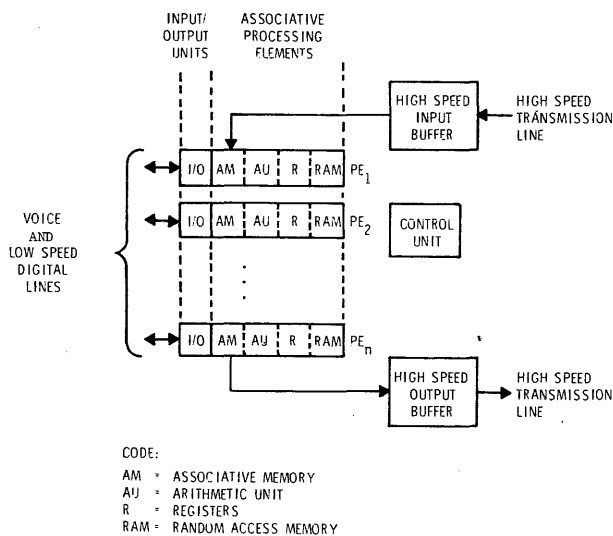 INPUT/
OUTPUT
UNITS
ASSOCIATIVE
PROCESSING
ELEMENTS
HIGH SPEED
INPUT
BUFFER
HIGH SPEED
TRANSMISSION
LINE
I/O AM AU R RAM PE1
I/O AM AU R RAM PE2
CONTROL
UNIT
VOICE
AND
LOW SPEED
DIGITAL
LINES
I/O AM AU R RAM PEn
HIGH SPEED
OUTPUT
BUFFER
HIGH SPEED
TRANSMISSION
LINE
CODE:
AM = ASSOCIATIVE MEMORY
AU = ARITHMETIC UNIT
R = REGISTERS
RAM = RANDOM ACCESS MEMORY